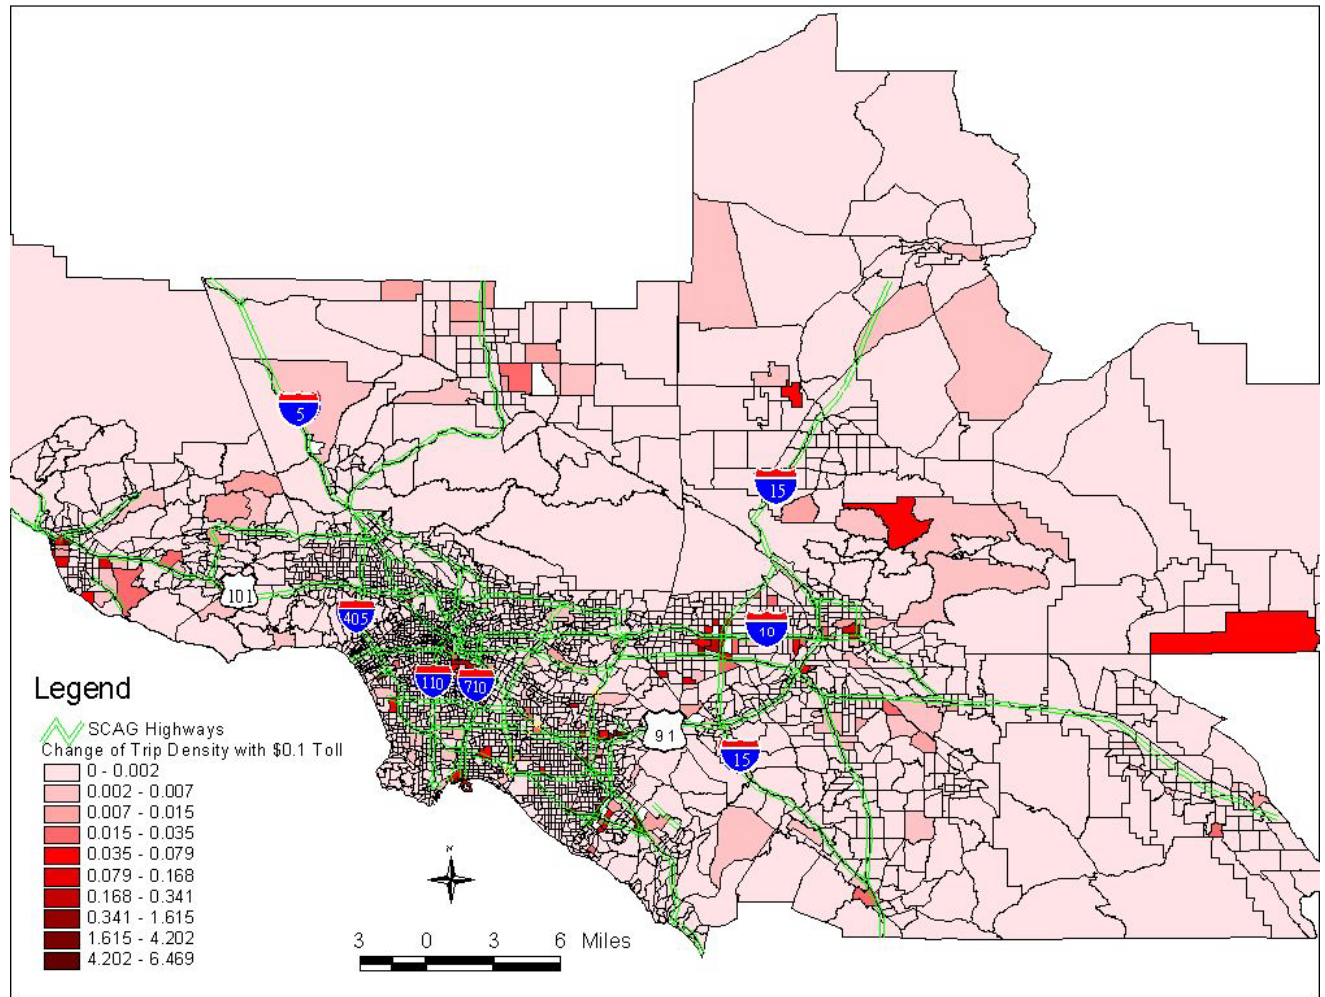 5
15
101
405
10
110
710
91
15
Legend
SCAG Highways
Change of Trip Density with $0.1 Toll
0 - 0.002
0.002 - 0.007
0.007 - 0.015
0.015 - 0.035
0.035 - 0.079
0.079 - 0.168
0.168 - 0.341
0.341 - 1.615
1.615 - 4.202
4.202 - 6.469
N
3 0 3 6 Miles